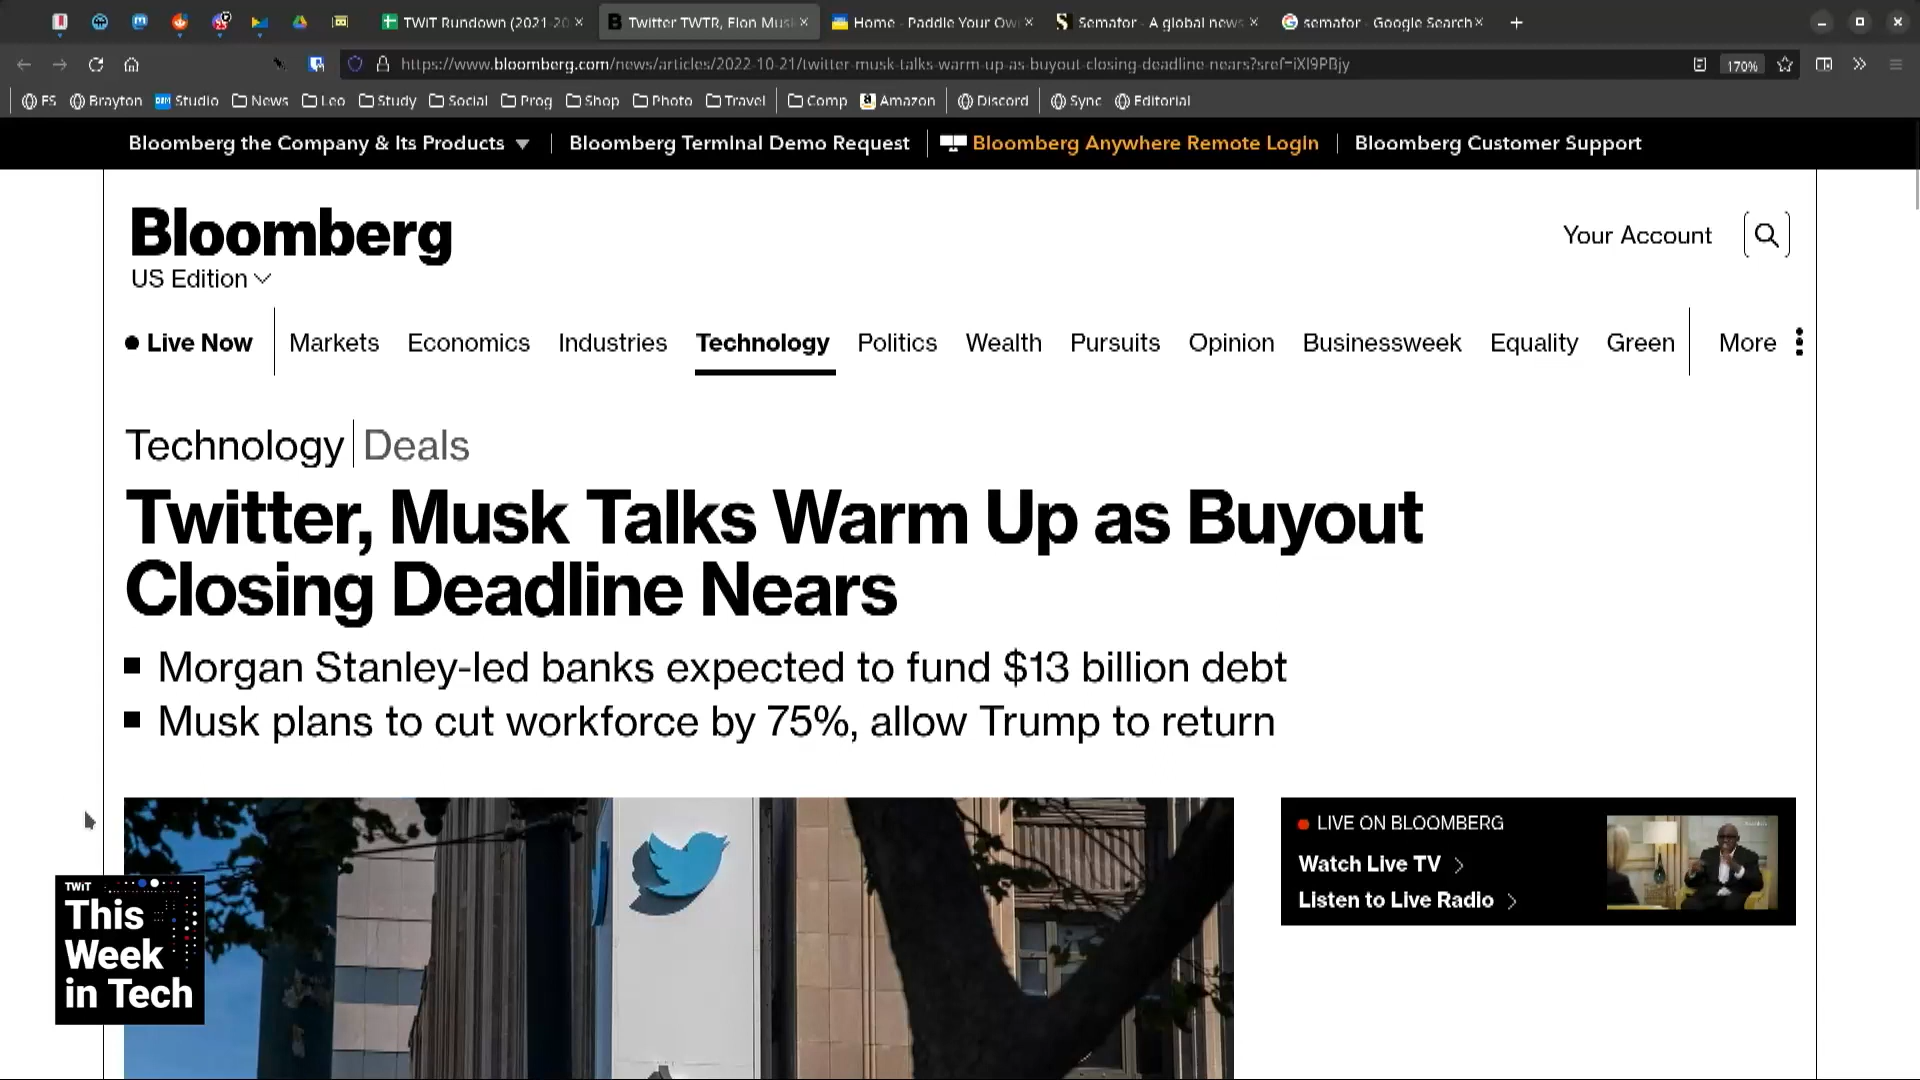 TWiT Rundown (2021-20
Twitter TWTR, Elon Musk
Home - Paddle Your Own
Semafor - A global news
semafor - Google Search
https://www.bloomberg.com/news/articles/2022-10-21/twitter-musk-talks-warm-up-as-buyout-closing-deadline-nears?sref=iXI9PBjy
170%
FS Brayton Studio News Leo Study Social Prog Shop Photo Travel Comp Amazon Discord Sync Editorial
Bloomberg the Company & Its Products
Bloomberg Terminal Demo Request
Bloomberg Anywhere Remote Login
Bloomberg Customer Support
Bloomberg
US Edition
Your Account
Live Now Markets Economics Industries Technology Politics Wealth Pursuits Opinion Businessweek Equality Green More
Technology Deals
Twitter, Musk Talks Warm Up as Buyout
Closing Deadline Nears
Morgan Stanley-led banks expected to fund $13 billion debt
Musk plans to cut workforce by 75%, allow Trump to return
LIVE ON BLOOMBERG
Watch Live TV
Listen to Live Radio
TWiT
This
Week
in Tech